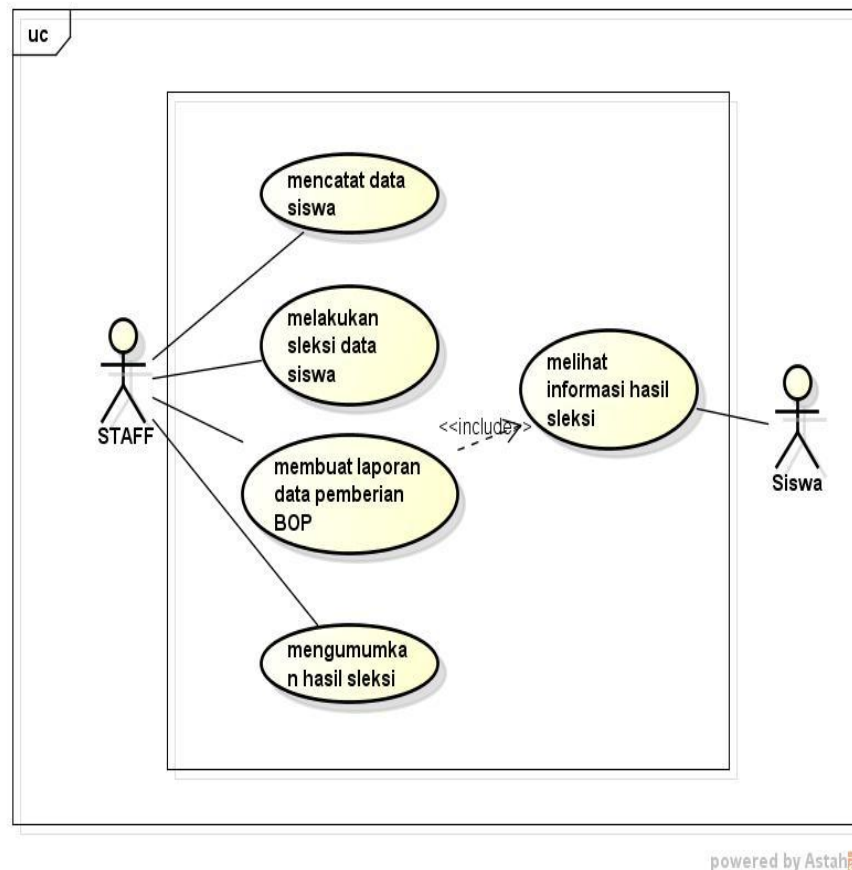 uc
mencatat data
siswa
melakukan
sleksi data
siswa
STAFF
membuat laporan
data pemberian
BOP
<<include>>
melihat
informasi hasil
sleksi
Siswa
mengumumka
n hasil sleksi
powered by Astah